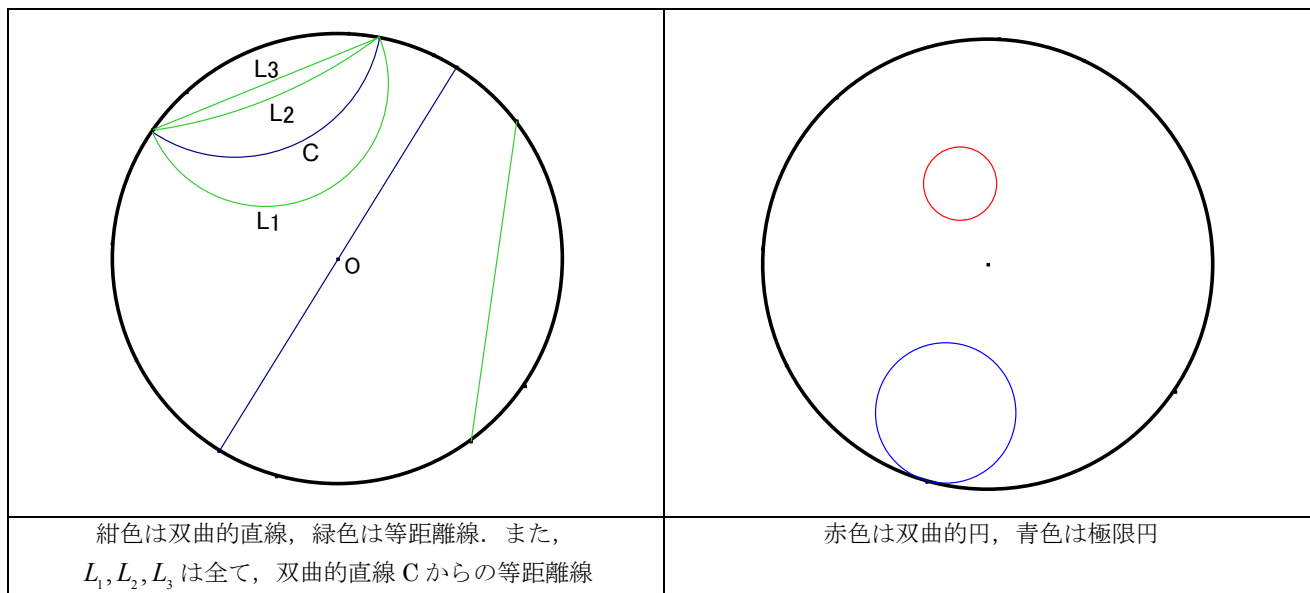 L3
L2
C
L1
O
紺色は双曲的直線，緑色は等距離線．また，
L₁, L₂, L₃ は全て，双曲的直線 C からの等距離線
赤色は双曲的円，青色は極限円